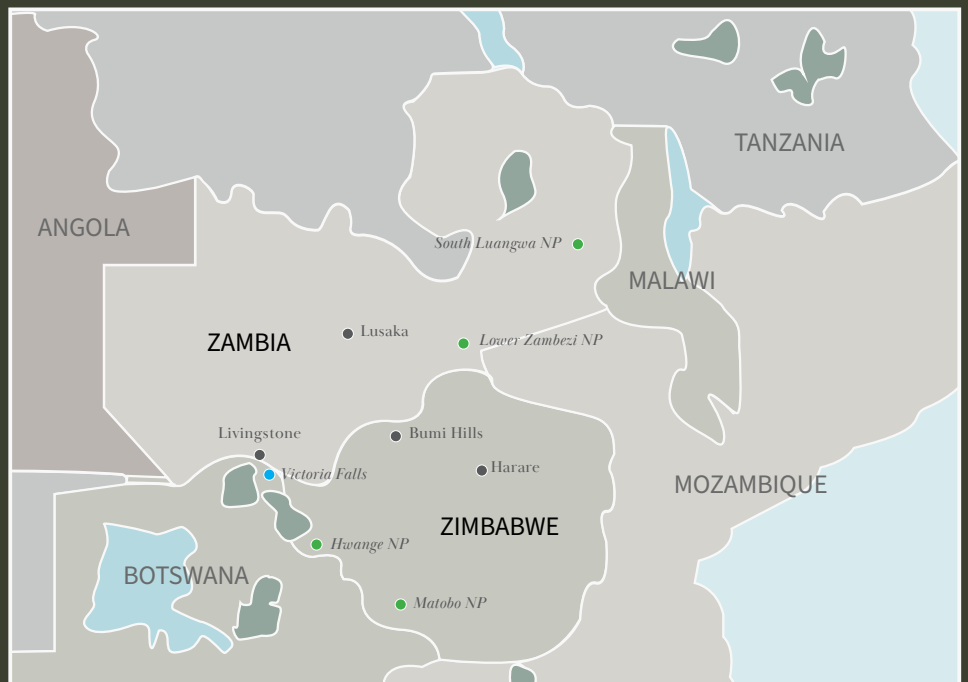 TANZANIA
ANGOLA
South Luangwa NP
MALAWI
Lusaka
ZAMBIA
Lower Zambezi NP
Livingstone
Bumi Hills
Victoria Falls
Harare
MOZAMBIQUE
ZIMBABWE
Hwange NP
BOTSWANA
Matobo NP